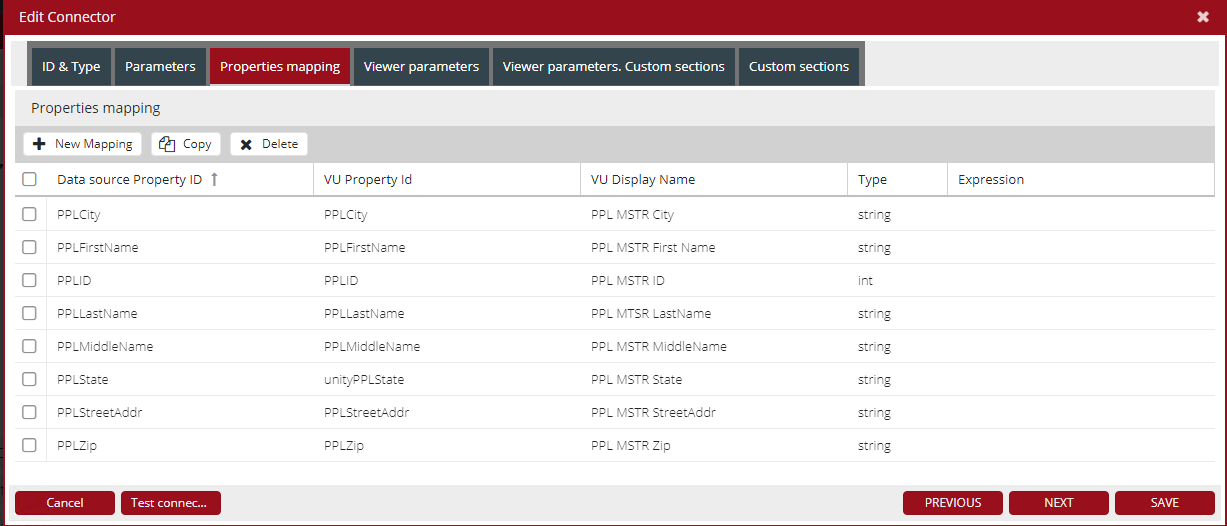 Edit Connector
ID & Type Parameters Properties mapping Viewer parameters Viewer parameters. Custom sections Custom sections
Properties mapping
New Mapping Copy Delete
Data source Property ID VU Property Id VU Display Name Type Expression
PPLCity PPLCity PPL MSTR City string
PPLFirstName PPLFirstName PPL MSTR First Name string
PPLID PPLID PPL MSTR ID int
PPLLastName PPLLastName PPL MTSR LastName string
PPLMiddleName PPLMiddleName PPL MSTR MiddleName string
PPLState unityPPLState PPL MSTR State string
PPLStreetAddr PPLStreetAddr PPL MSTR StreetAddr string
PPLZip PPLZip PPL MSTR Zip string
Cancel Test connec... PREVIOUS NEXT SAVE